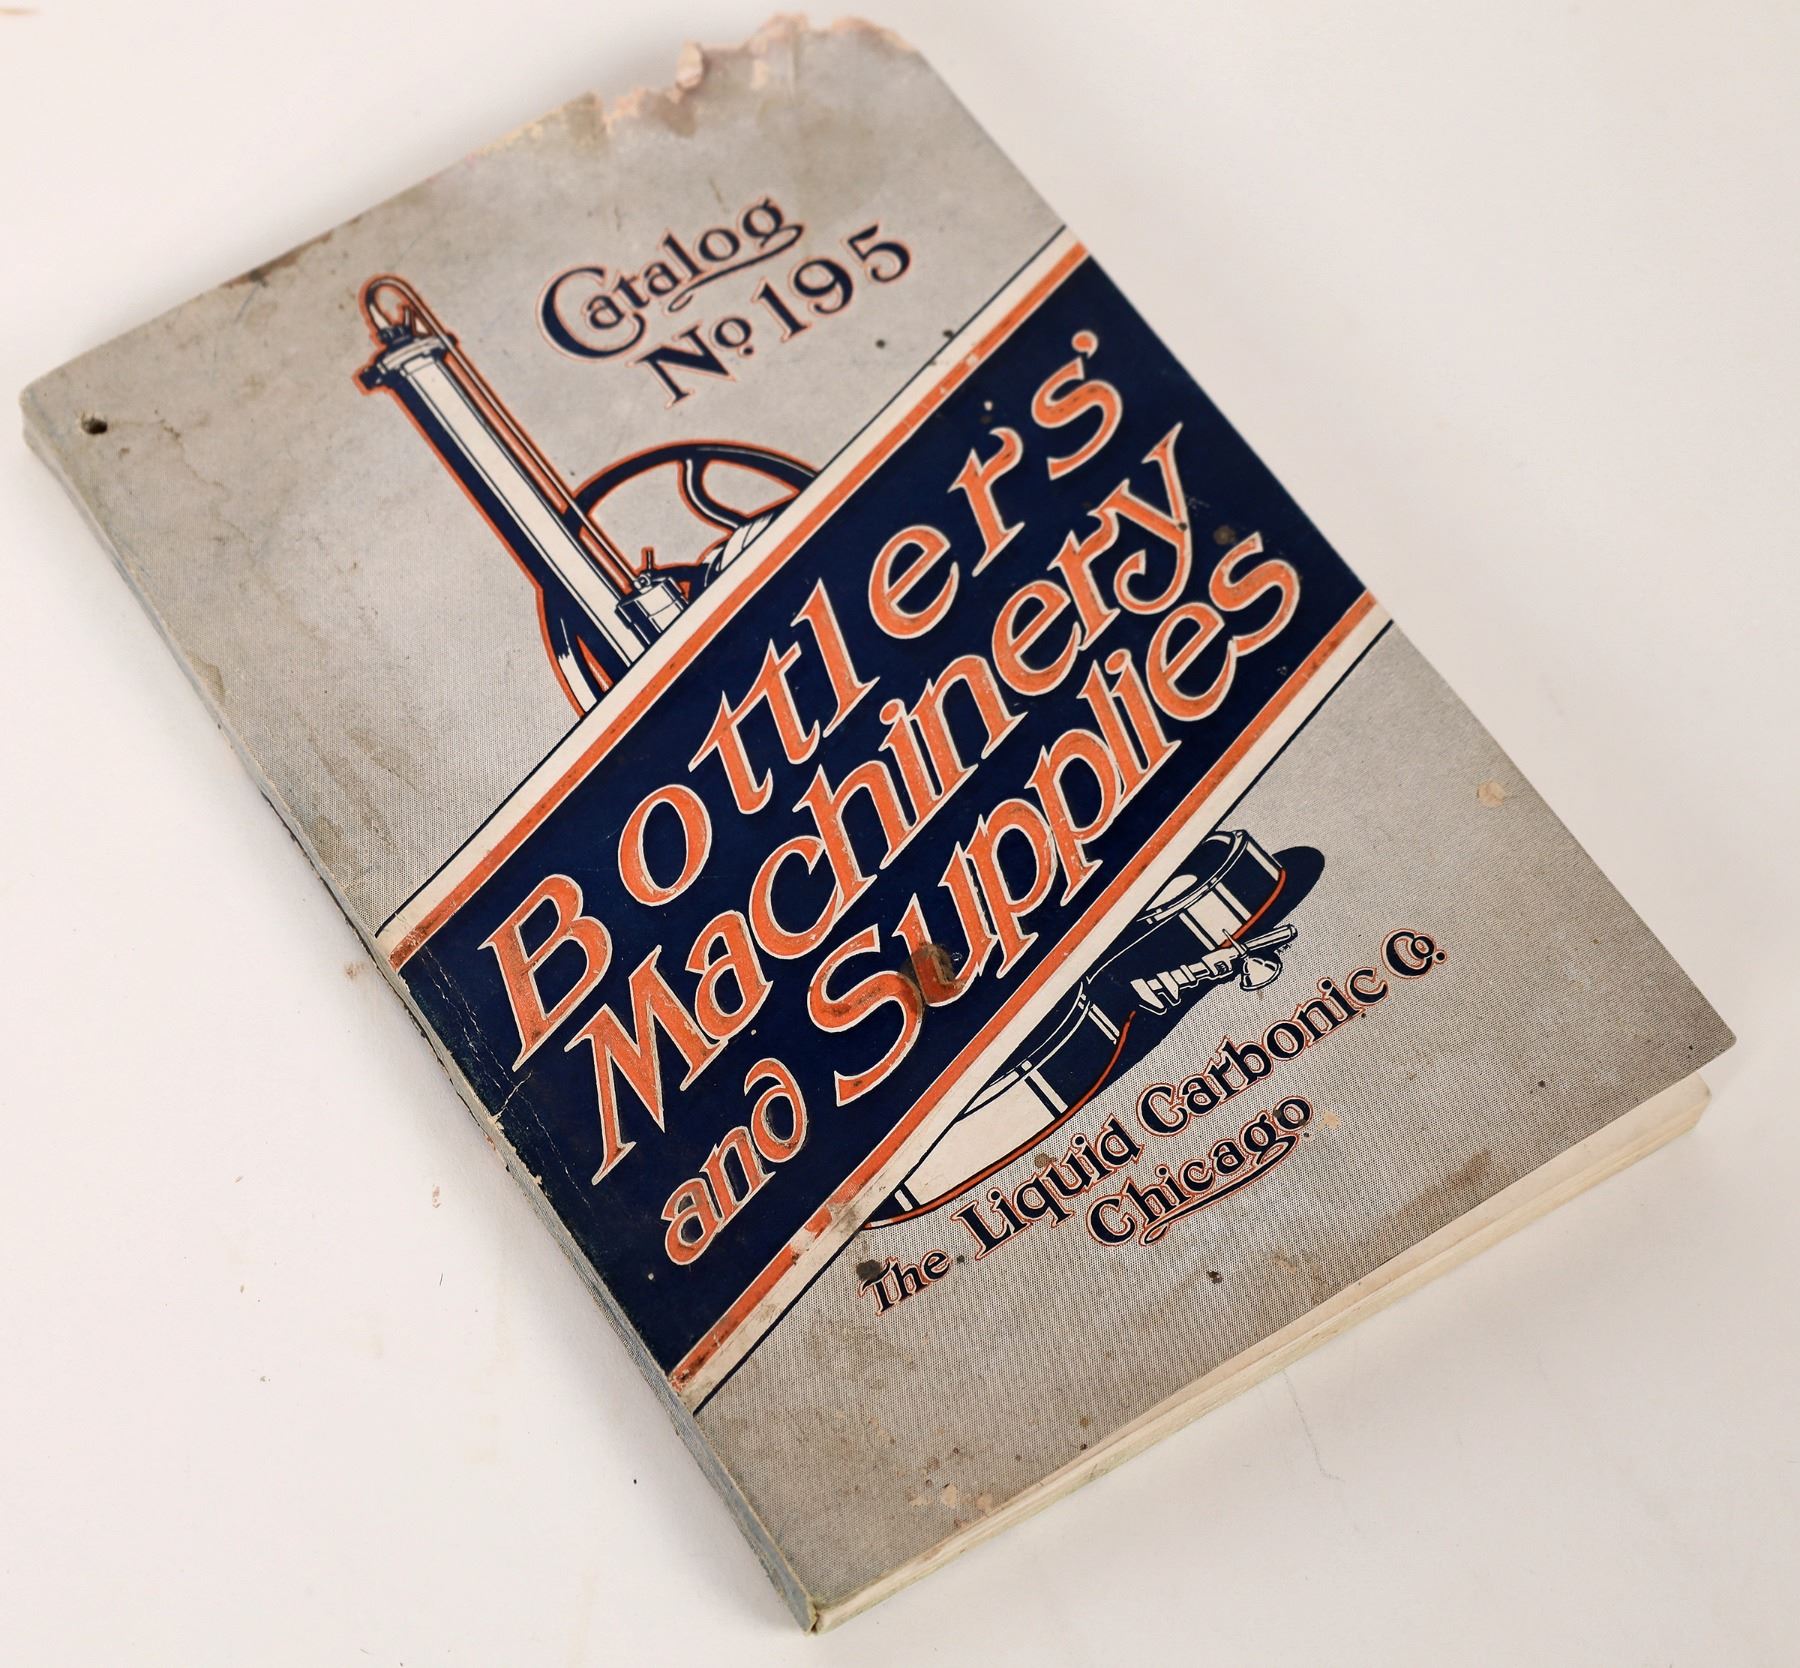 Catalog
No. 195
Bottlers'
Machinery
and Supplies
The Liquid Carbonic Co.
Chicago